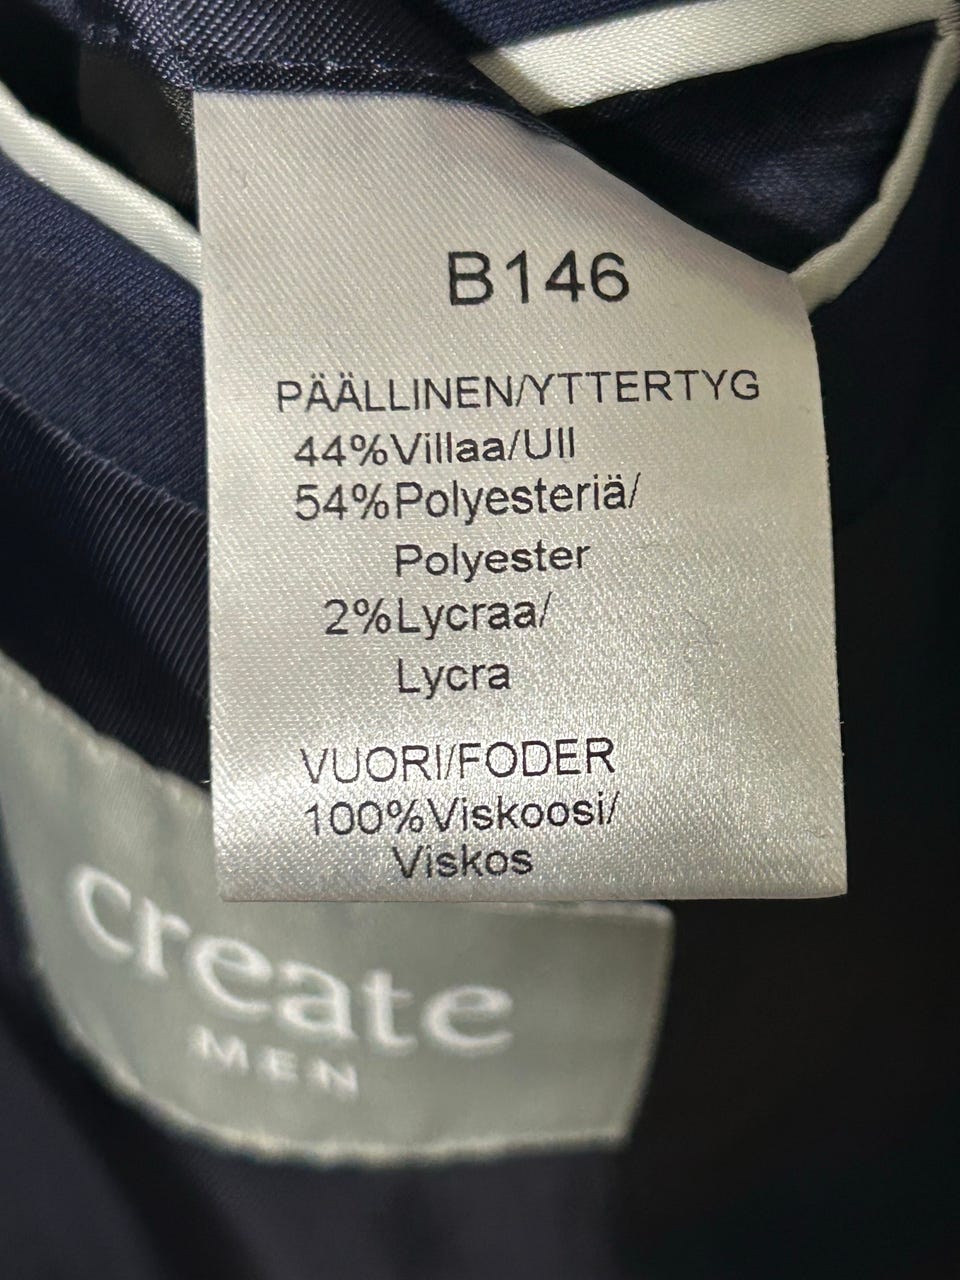 B146
PÄÄLLINEN/YTTERTYG
44%Villaa/Ull
54%Polyesteriä/
Polyester
2%Lycraa/
Lycra
VUORI/FODER
100%Viskoosi/
Viskos
create
MEN